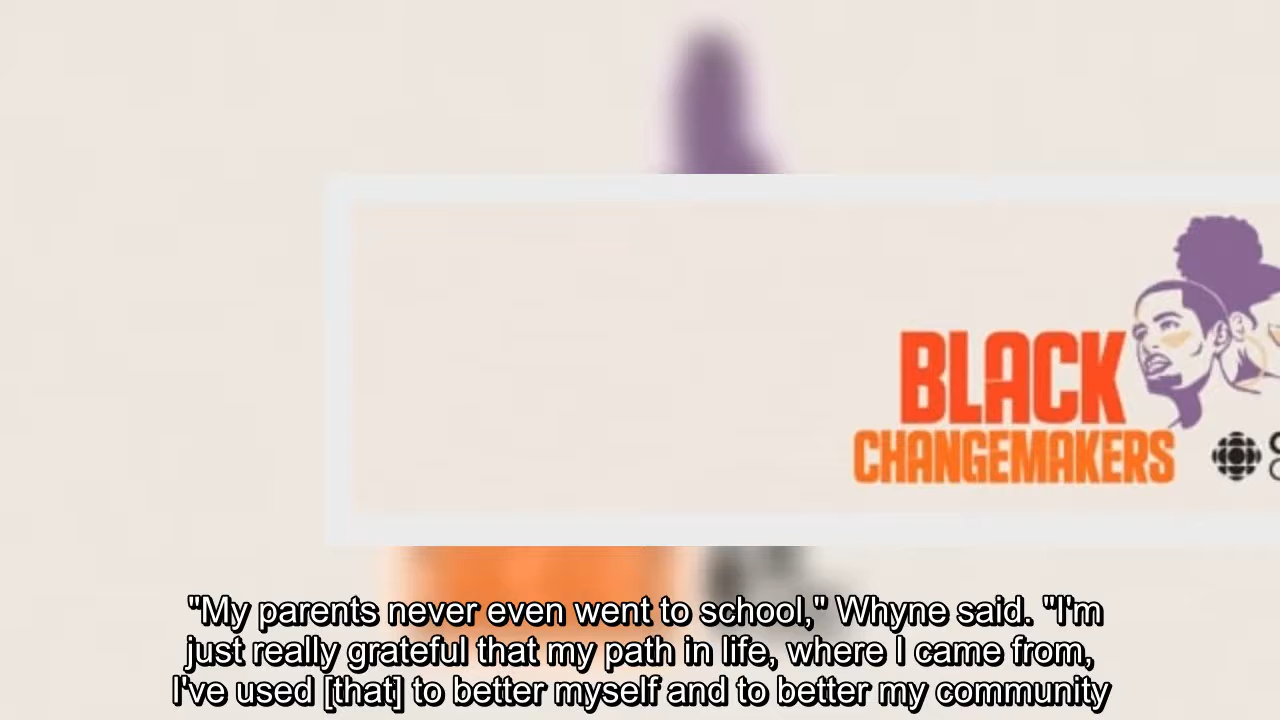 BLACK
CHANGEMAKERS
"My parents never even went to school," Whyne said. "I'm
just really grateful that my path in life, where I came from,
I've used [that] to better myself and to better my community